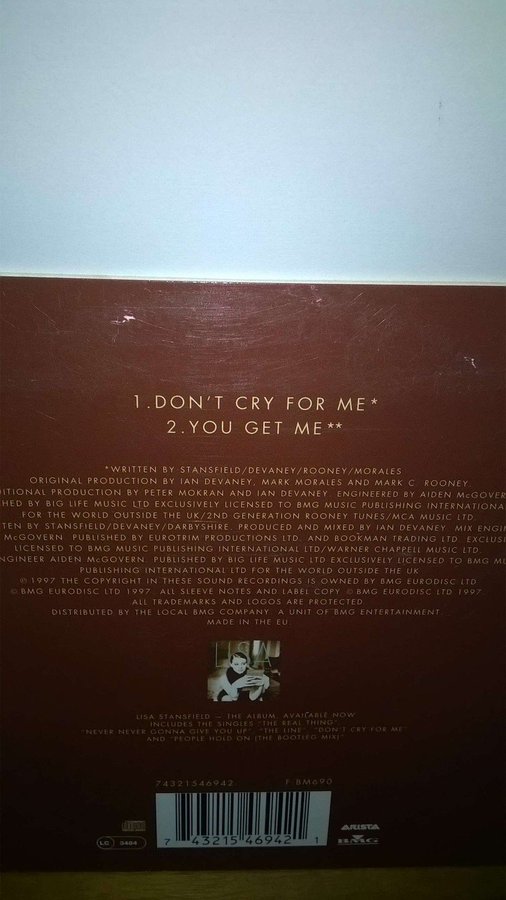 1.DON'T CRY FOR ME*
2.YOU GET ME**
*WRITTEN BY STANSFIELD/DEVANEY/ROONEY/MORALES
ORIGINAL PRODUCTION BY IAN DEVANEY, MARK MORALES AND MARK C. ROONEY.
DITIONAL PRODUCTION BY PETER MOKRAN AND IAN DEVANEY. ENGINEERED BY AIDEN McGOVER
SHED BY BIG LIFE MUSIC LTD EXCLUSIVELY LICENSED TO BMG MUSIC PUBLISHING INTERNATIONA
FOR THE WORLD OUTSIDE THE UK/2ND GENERATION ROONEY TUNES/MCA MUSIC LTD.
TEN BY STANSFIELD/DEVANEY/DARBYSHIRE. PRODUCED AND MIXED BY IAN DEVANEY. MIX ENGIN
McGOVERN. PUBLISHED BY EUROTRIM PRODUCTIONS LTD. AND BOOKMAN TRADING LTD. EXCLUSI
LICENSED TO BMG MUSIC PUBLISHING INTERNATIONAL LTD/WARNER CHAPPELL MUSIC LTD.
NGINEER AIDEN McGOVERN. PUBLISHED BY BIG LIFE MUSIC LTD EXCLUSIVELY LICENSED TO BMG MU
PUBLISHING INTERNATIONAL LTD FOR THE WORLD OUTSIDE THE UK
℗ 1997 THE COPYRIGHT IN THESE SOUND RECORDINGS IS OWNED BY BMG EURODISC LTD.
© BMG EURODISC LTD 1997. ALL SLEEVE NOTES AND LABEL COPY © BMG EURODISC LTD 1997.
ALL TRADEMARKS AND LOGOS ARE PROTECTED.
DISTRIBUTED BY THE LOCAL BMG COMPANY. A UNIT OF BMG ENTERTAINMENT.
MADE IN THE EU.
LISA STANSFIELD – THE ALBUM, AVAILABLE NOW
INCLUDES THE SINGLES "THE REAL THING",
"NEVER NEVER GONNA GIVE YOU UP", "THE LINE", "DON'T CRY FOR ME"
AND "PEOPLE HOLD ON (THE BOOTLEG MIX)"
74321546942 F:BM690
7 43215 46942 1
LC 3484
ARISTA
BMG